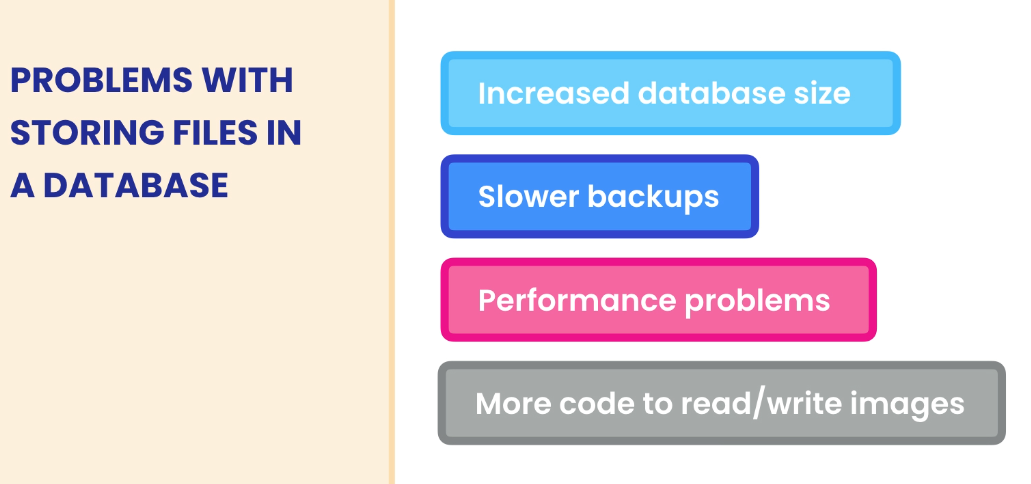 PROBLEMS WITH
STORING FILES IN
A DATABASE
Increased database size
Slower backups
Performance problems
More code to read/write images